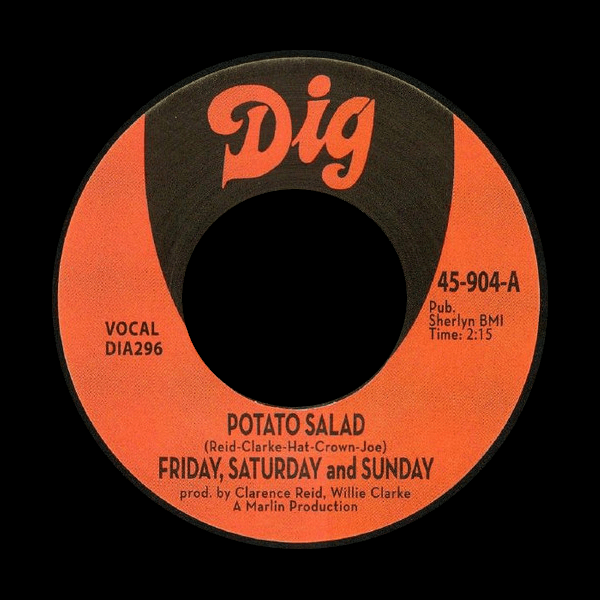 Dig
45-904-A
Pub.
Sherlyn BMI
Time: 2:15
VOCAL
DIA296
POTATO SALAD
(Reid-Clarke-Hat-Crown-Joe)
FRIDAY, SATURDAY and SUNDAY
prod. by Clarence Reid, Willie Clarke
A Marlin Production